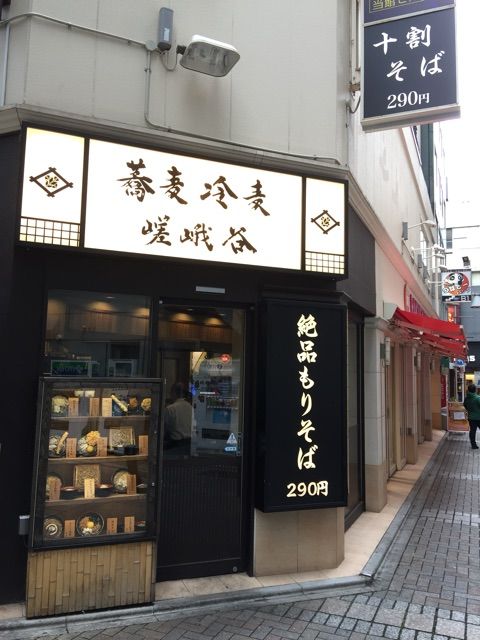 十割
そば
290円
蕎麦 冷麦
嵯峨谷
絶品もりそば
290円
B1